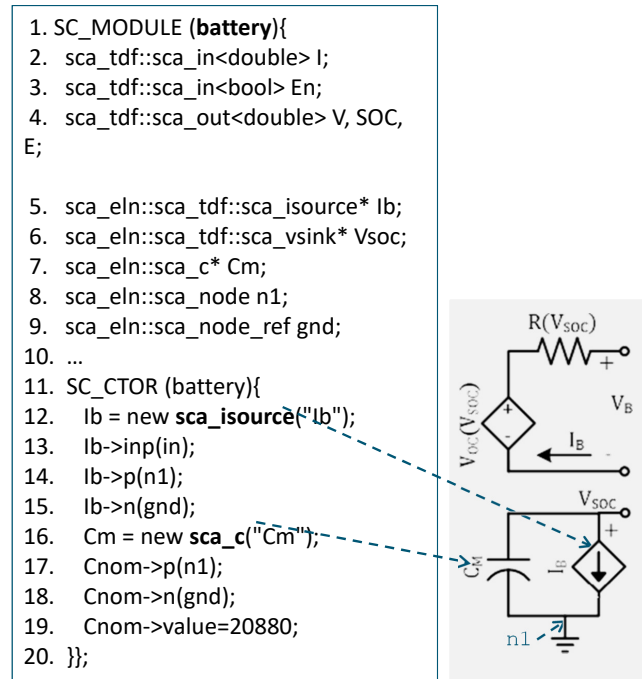 1. SC_MODULE (battery){
2. sca_tdf::sca_in<double> I;
3. sca_tdf::sca_in<bool> En;
4. sca_tdf::sca_out<double> V, SOC,
E;
5. sca_eln::sca_tdf::sca_isource* Ib;
6. sca_eln::sca_tdf::sca_vsink* Vsoc;
7. sca_eln::sca_c* Cm;
8. sca_eln::sca_node n1;
9. sca_eln::sca_node_ref gnd;
10. …
11. SC_CTOR (battery){
12. Ib = new sca_isource("Ib");
13. Ib->inp(in);
14. Ib->p(n1);
15. Ib->n(gnd);
16. Cm = new sca_c("Cm");
17. Cnom->p(n1);
18. Cnom->n(gnd);
19. Cnom->value=20880;
20. }};
R(VSOC)
+
+
-
VOC(VSOC)
VB
IB
-
VSOC
+
CM
IB
n1